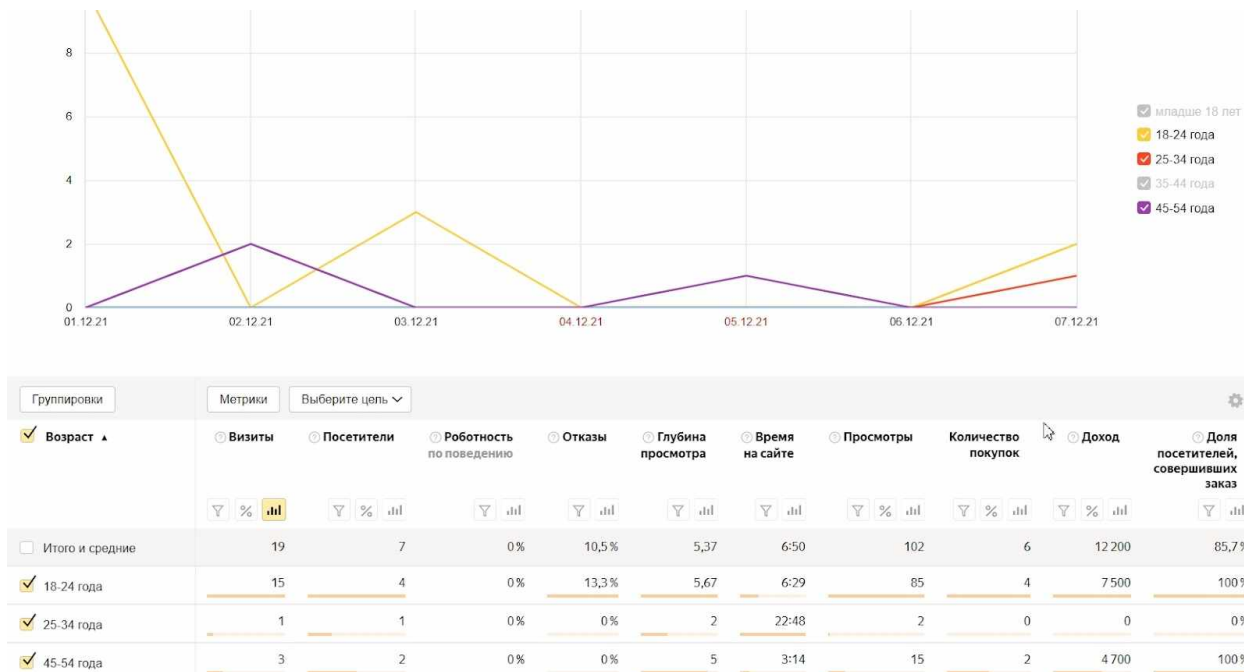 8
6
4
2
0
01.12.21 02.12.21 03.12.21 04.12.21 05.12.21 06.12.21 07.12.21
младше 18 лет
18-24 года
25-34 года
35-44 года
45-54 года
Группировки Метрики Выберите цель
Возраст ▲ Визиты Посетители Роботность Отказы Глубина Время Просмотры Количество Доход Доля
по поведению просмотра на сайте покупок посетителей,
совершивших
заказ
Итого и средние 19 7 0 % 10,5 % 5,37 6:50 102 6 12 200 85,7 %
18-24 года 15 4 0 % 13,3 % 5,67 6:29 85 4 7 500 100 %
25-34 года 1 1 0 % 0 % 2 22:48 2 0 0 0 %
45-54 года 3 2 0 % 0 % 5 3:14 15 2 4 700 100 %